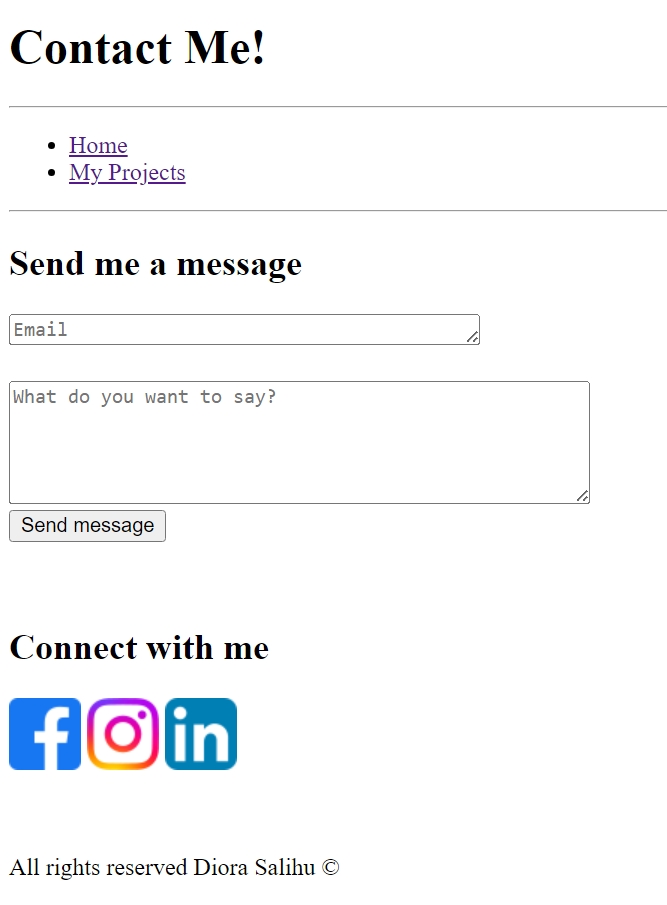 Contact Me!
Home
My Projects
Send me a message
Email
What do you want to say?
Send message
Connect with me
f in
All rights reserved Diora Salihu ©